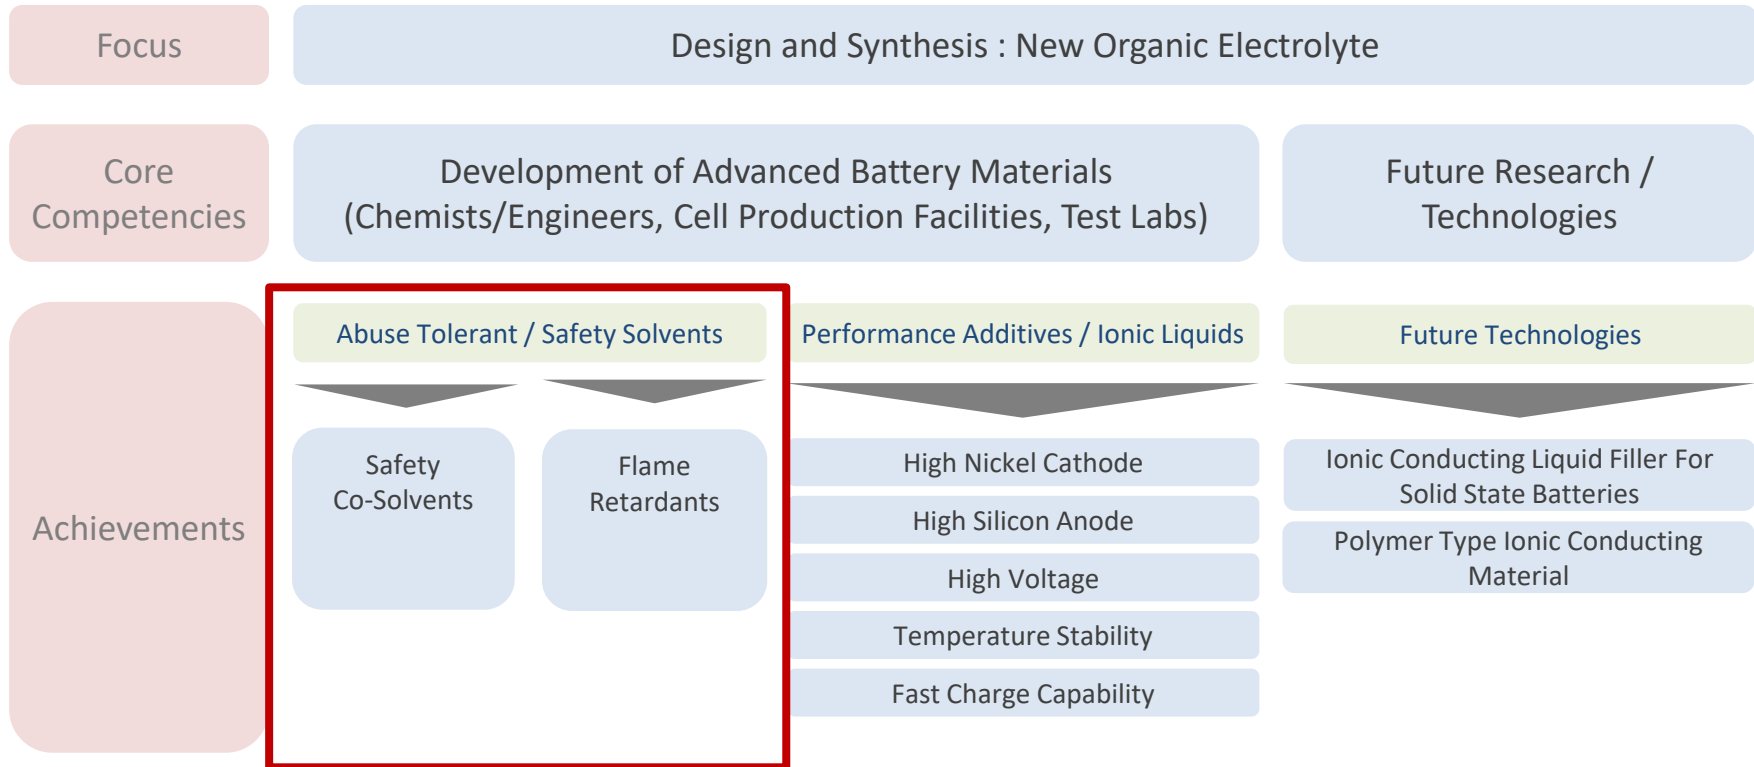 Focus
Design and Synthesis : New Organic Electrolyte
Core
Competencies
Development of Advanced Battery Materials
(Chemists/Engineers, Cell Production Facilities, Test Labs)
Future Research /
Technologies
Achievements
Abuse Tolerant / Safety Solvents
Safety
Co-Solvents
Flame
Retardants
Performance Additives / Ionic Liquids
High Nickel Cathode
High Silicon Anode
High Voltage
Temperature Stability
Fast Charge Capability
Future Technologies
Ionic Conducting Liquid Filler For
Solid State Batteries
Polymer Type Ionic Conducting
Material